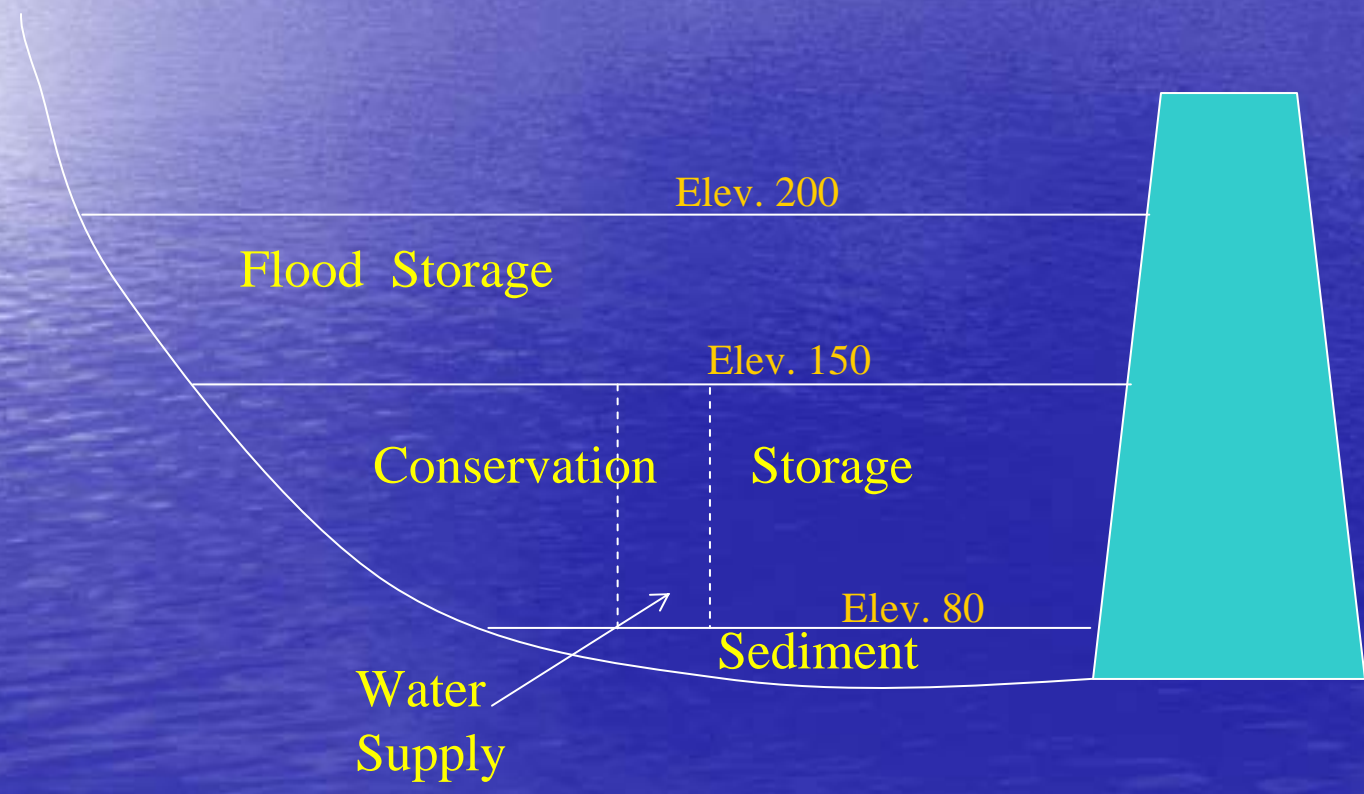 Elev. 200
Flood Storage
Elev. 150
Conservation Storage
Elev. 80
Sediment
Water
Supply